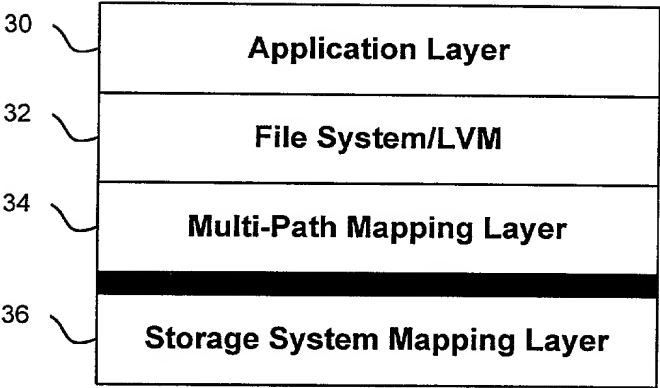 30
Application Layer
32
File System/LVM
34
Multi-Path Mapping Layer
36
Storage System Mapping Layer